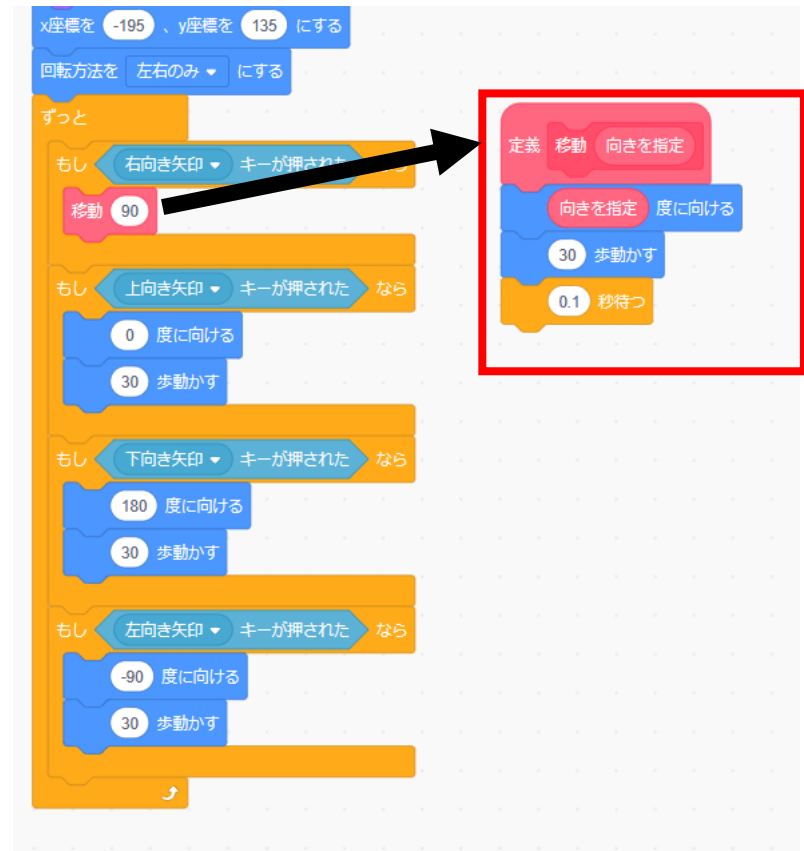 x座標を -195 、y座標を 135 にする
回転方法を 左右のみ にする
ずっと
もし 右向き矢印 キーが押された なら
移動 90
もし 上向き矢印 キーが押された なら
0 度に向ける
30 歩動かす
もし 下向き矢印 キーが押された なら
180 度に向ける
30 歩動かす
もし 左向き矢印 キーが押された なら
-90 度に向ける
30 歩動かす
定義 移動 向きを指定
向きを指定 度に向ける
30 歩動かす
0.1 秒待つ